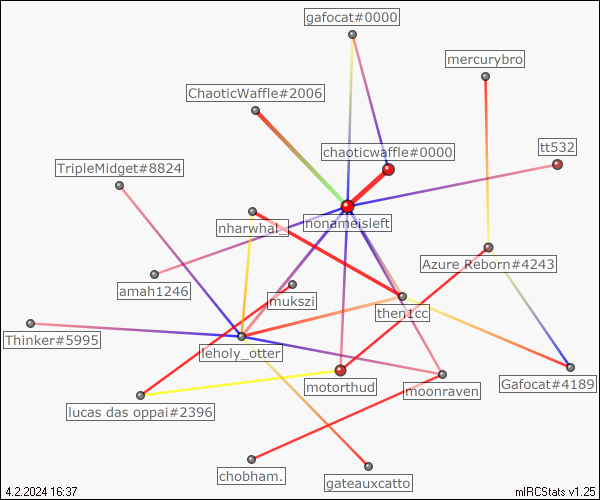 gafocat#0000
mercurybro
ChaoticWaffle#2006
chaoticwaffle#0000
tt532
TripleMidget#8824
nharwhal_
nonameisleft
Azure Reborn#4243
amah1246
mukszi
then1cc
Thinker#5995
leholy_otter
motorthud
moonraven
Gafocat#4189
lucas das oppai#2396
chobham.
gateauxcatto
4.2.2024 16:37
mIRCStats v1.25